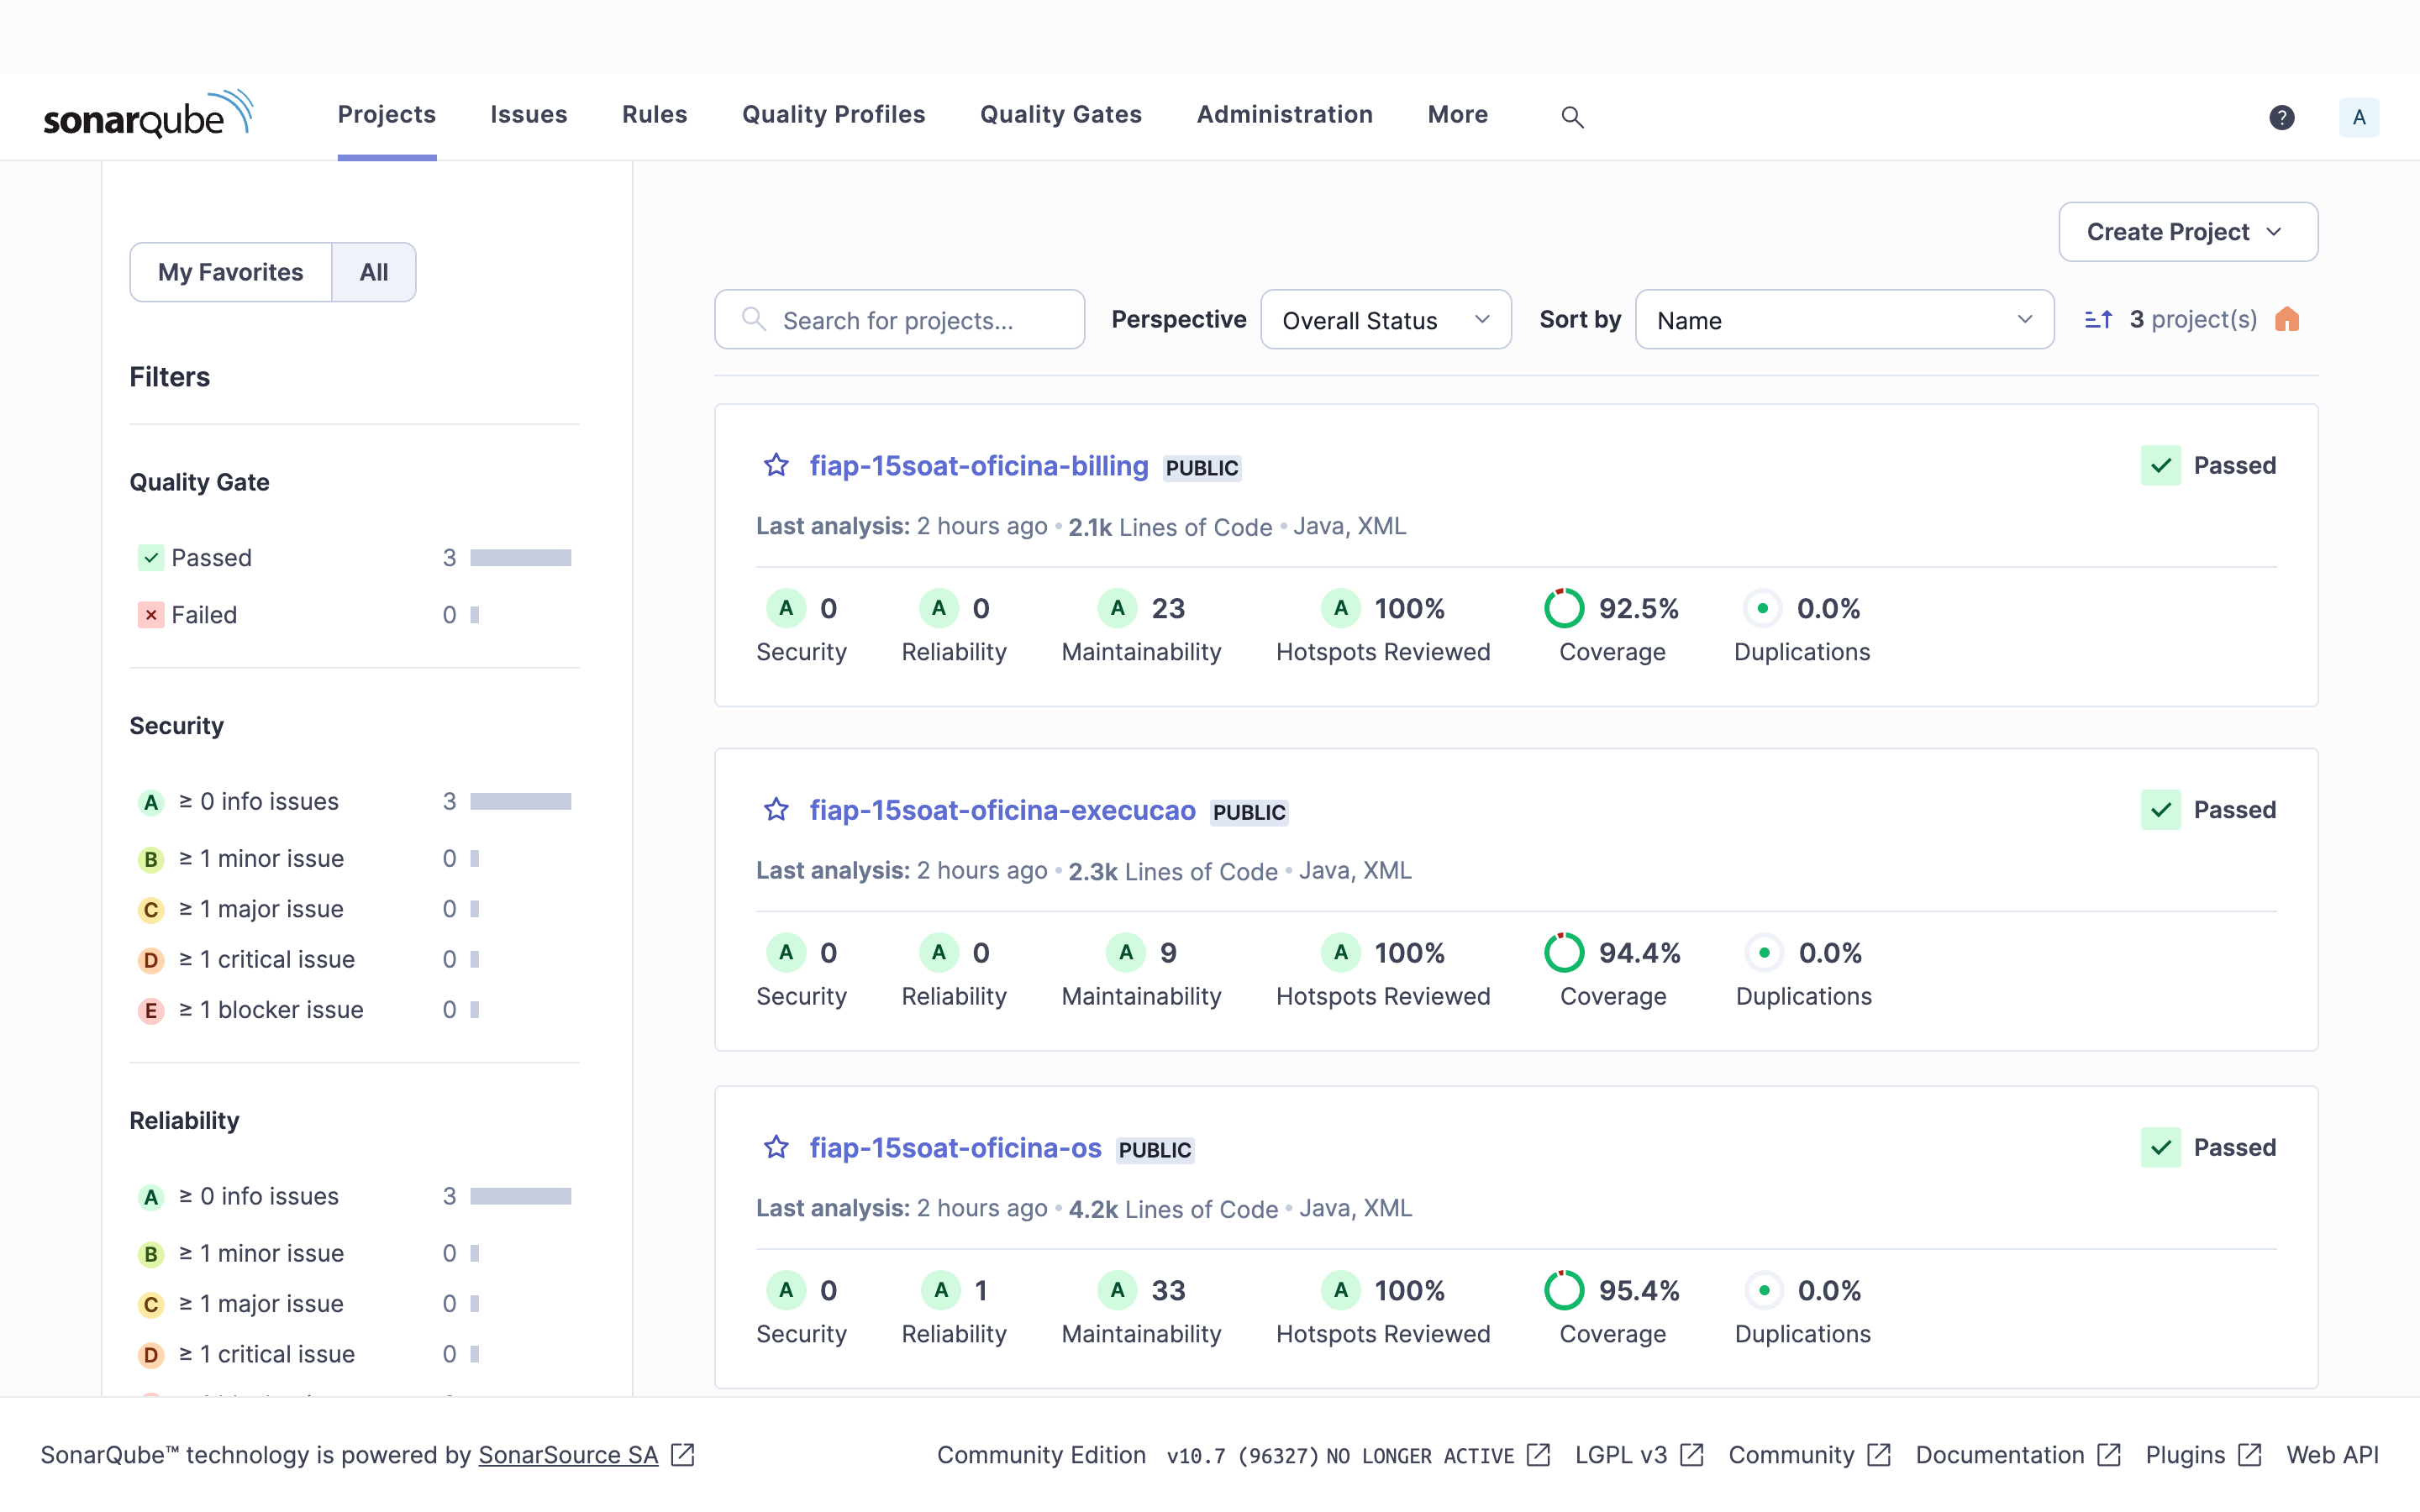 sonarqube
Projects Issues Rules Quality Profiles Quality Gates Administration More ? A
My Favorites All
Filters
Quality Gate
Passed 3
Failed 0
Security
A ≥ 0 info issues 3
B ≥ 1 minor issue 0
C ≥ 1 major issue 0
D ≥ 1 critical issue 0
E ≥ 1 blocker issue 0
Reliability
A ≥ 0 info issues 3
B ≥ 1 minor issue 0
C ≥ 1 major issue 0
D ≥ 1 critical issue 0
Create Project
Search for projects... Perspective Overall Status Sort by Name 3 project(s)
fiap-15soat-oficina-billing PUBLIC Passed
Last analysis: 2 hours ago • 2.1k Lines of Code • Java, XML
A 0 A 0 A 23 A 100% 92.5% 0.0%
Security Reliability Maintainability Hotspots Reviewed Coverage Duplications
fiap-15soat-oficina-execucao PUBLIC Passed
Last analysis: 2 hours ago • 2.3k Lines of Code • Java, XML
A 0 A 0 A 9 A 100% 94.4% 0.0%
Security Reliability Maintainability Hotspots Reviewed Coverage Duplications
fiap-15soat-oficina-os PUBLIC Passed
Last analysis: 2 hours ago • 4.2k Lines of Code • Java, XML
A 0 A 1 A 33 A 100% 95.4% 0.0%
Security Reliability Maintainability Hotspots Reviewed Coverage Duplications
SonarQube™ technology is powered by SonarSource SA Community Edition v10.7 (96327) NO LONGER ACTIVE LGPL v3 Community Documentation Plugins Web API